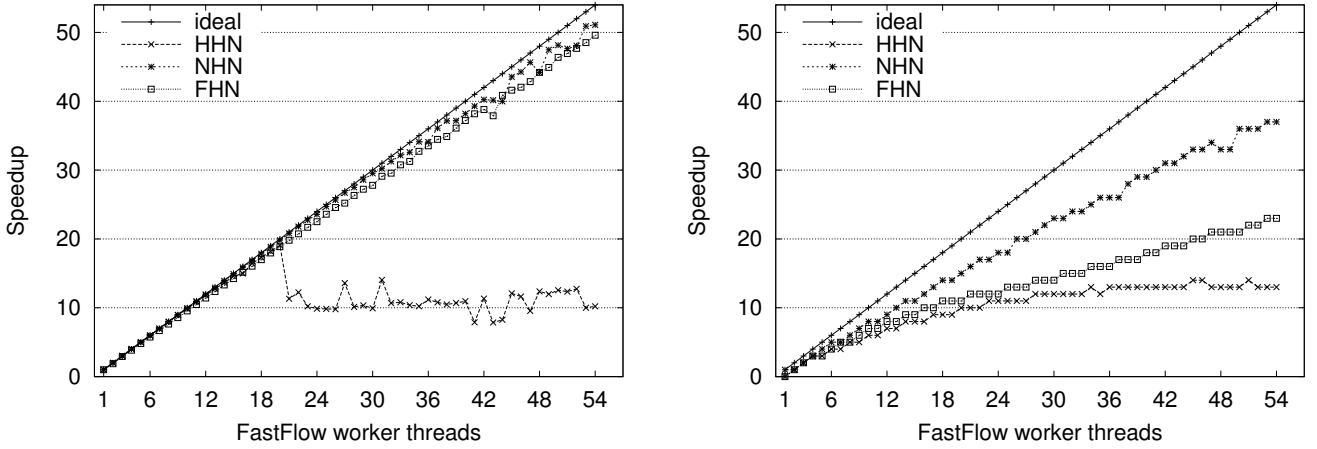 ideal
HHN
NHN
FHN
50
40
30
20
10
0
Speedup
1 6 12 18 24 30 36 42 48 54
FastFlow worker threads
ideal
HHN
NHN
FHN
50
40
30
20
10
0
Speedup
1 6 12 18 24 30 36 42 48 54
FastFlow worker threads